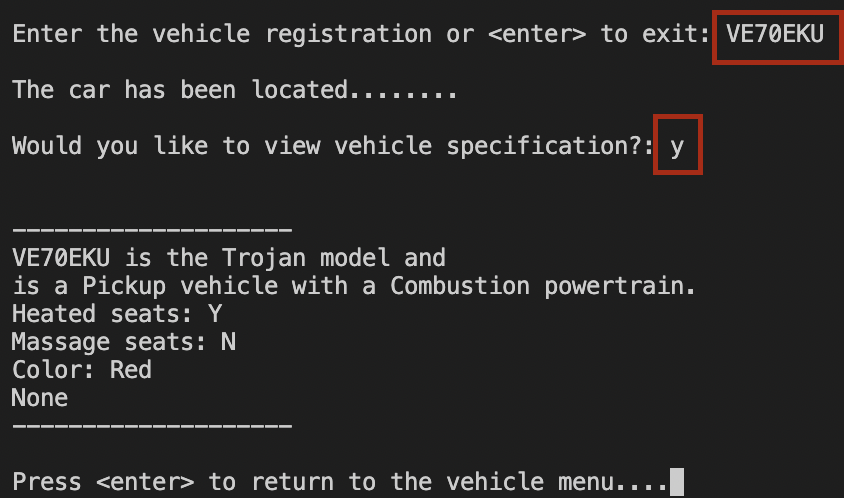 Enter the vehicle registration or <enter> to exit: VE70EKU
The car has been located........
Would you like to view vehicle specification?: y
--------------------
VE70EKU is the Trojan model and
is a Pickup vehicle with a Combustion powertrain.
Heated seats: Y
Massage seats: N
Color: Red
None
--------------------
Press <enter> to return to the vehicle menu....